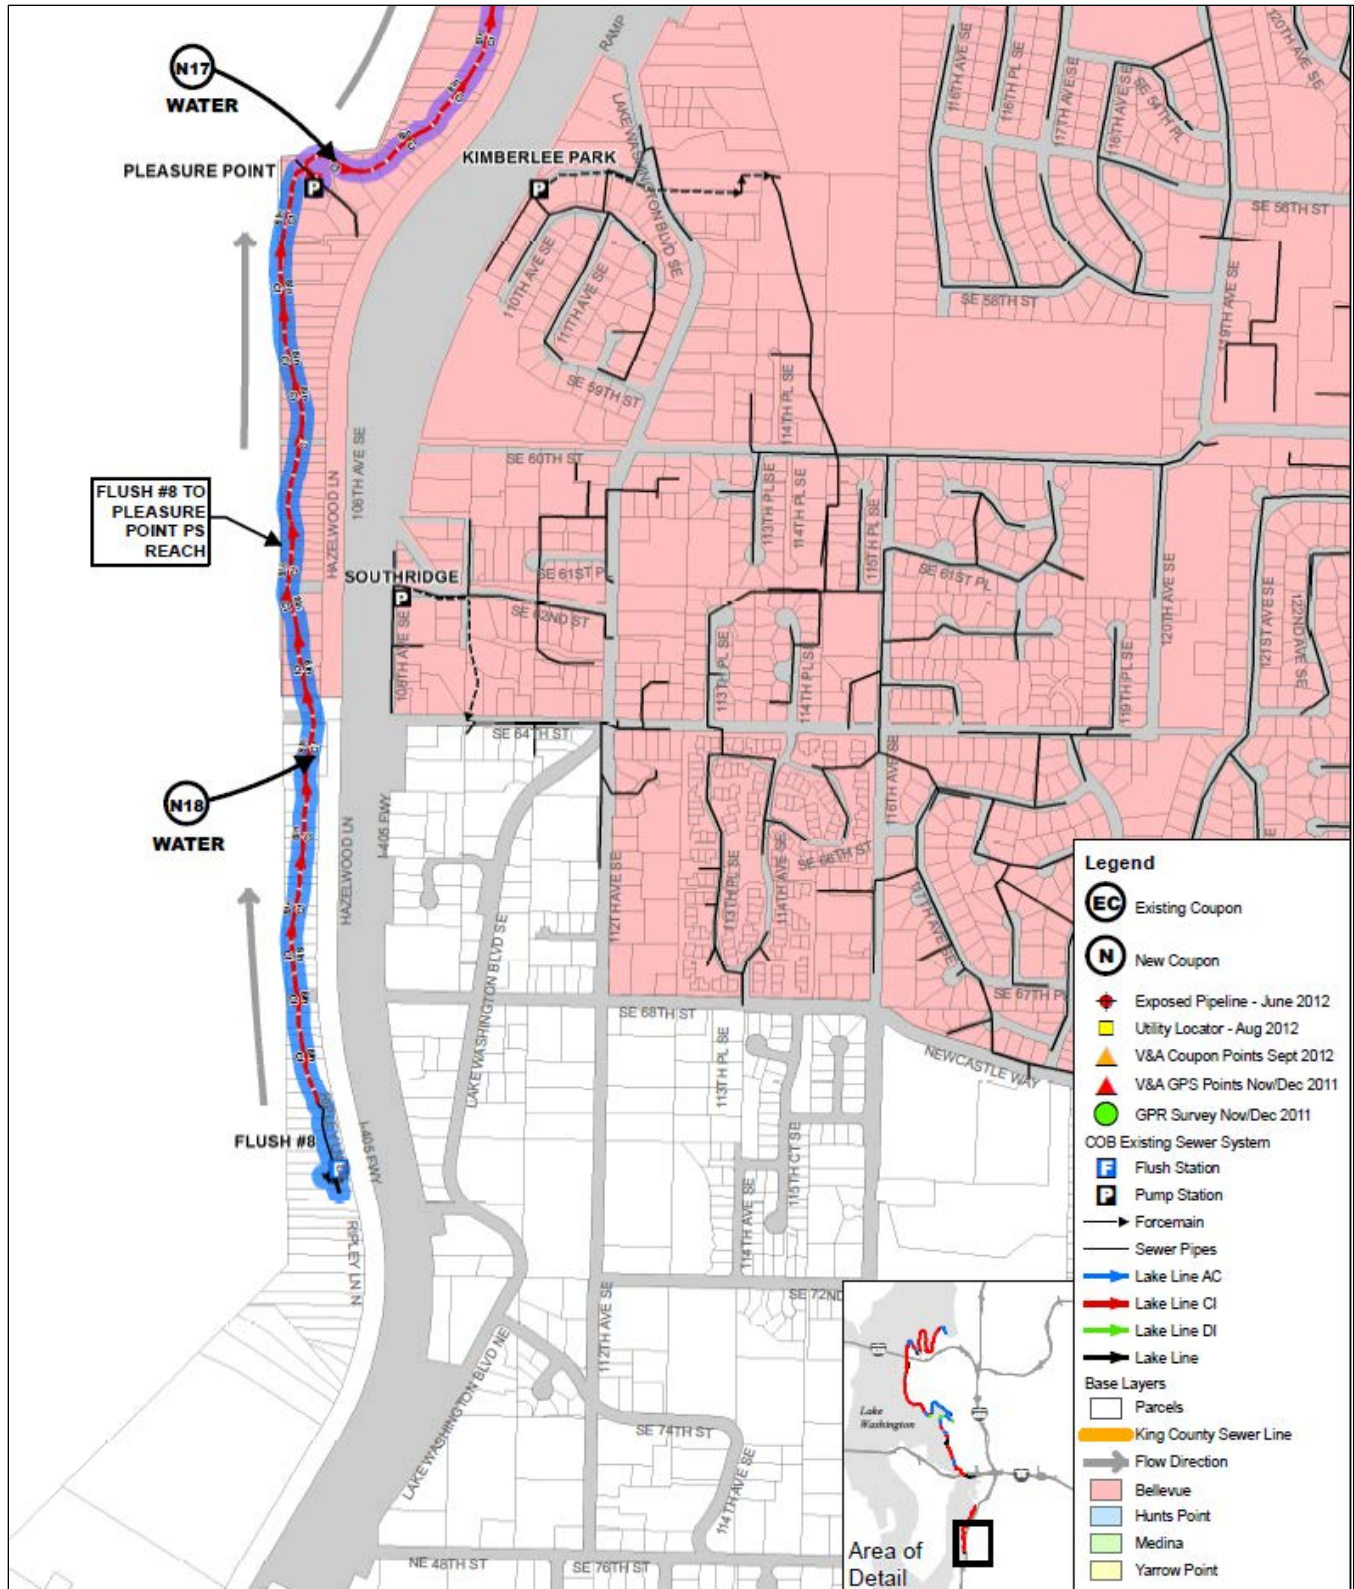 N17
WATER
PLEASURE POINT
KIMBERLEE PARK
P
P
RAMP
LAKE WASHINGTON BLVD SE
116TH AVE SE
116TH PL SE
117TH AVE SE
118TH AVE SE
SE 54TH PL
120TH AVE SE
SE 56TH ST
SE 58TH ST
119TH AVE SE
110TH AVE SE
111TH AVE SE
SE 59TH ST
114TH PL SE
106TH AVE SE
HAZELWOOD LN
SE 60TH ST
FLUSH #8 TO
PLEASURE
POINT PS
REACH
113TH PL SE
114TH PL SE
115TH PL SE
SOUTHRIDGE
P
SE 61ST P
SE 61ST PL
SE 62ND ST
108TH AVE SE
113TH PL SE
114TH PL SE
119TH PL SE
120TH AVE SE
121ST AVE SE
122ND AVE SE
SE 64TH ST
N18
WATER
HAZELWOOD LN
I-405 FWY
116TH AVE SE
SE 66TH ST
112TH AVE SE
113TH PL SE
114TH AVE SE
117TH AVE SE
LAKE WASHINGTON BLVD SE
SE 67TH P
SE 68TH ST
NEWCASTLE WAY
113TH PL SE
FLUSH #8
I-405 FWY
115TH CT SE
114TH AVE SE
RIPLEY LN N
SE 72ND
112TH AVE SE
LAKE WASHINGTON BLVD NE
SE 74TH ST
114TH AVE SE
NE 48TH ST
SE 76TH ST
Legend
EC Existing Coupon
N New Coupon
Exposed Pipeline - June 2012
Utility Locator - Aug 2012
V&A Coupon Points Sept 2012
V&A GPS Points Nov/Dec 2011
GPR Survey Nov/Dec 2011
COB Existing Sewer System
F Flush Station
P Pump Station
Forcemain
Sewer Pipes
Lake Line AC
Lake Line CI
Lake Line DI
Lake Line
Base Layers
Parcels
King County Sewer Line
Flow Direction
Bellevue
Hunts Point
Medina
Yarrow Point
Lake
Washington
Area of
Detail